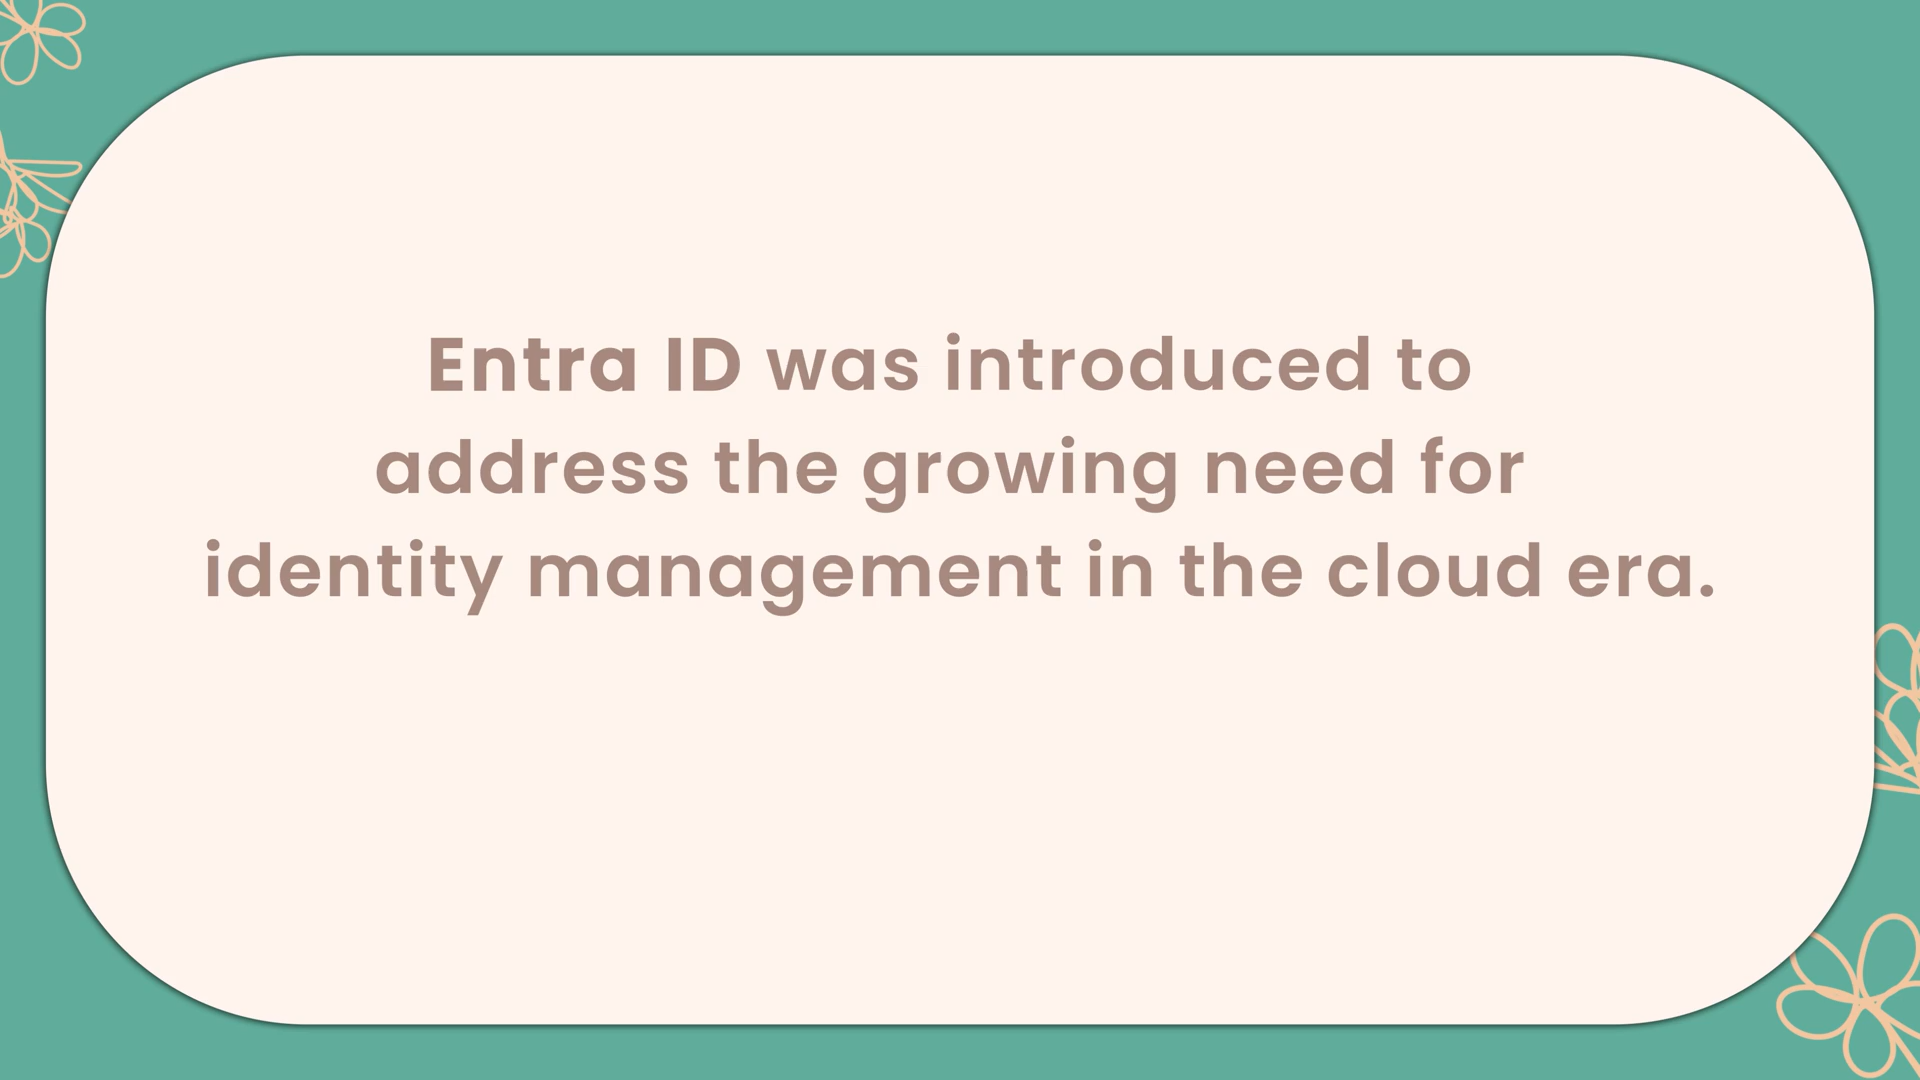 Entra ID was introduced to
address the growing need for
identity management in the cloud era.